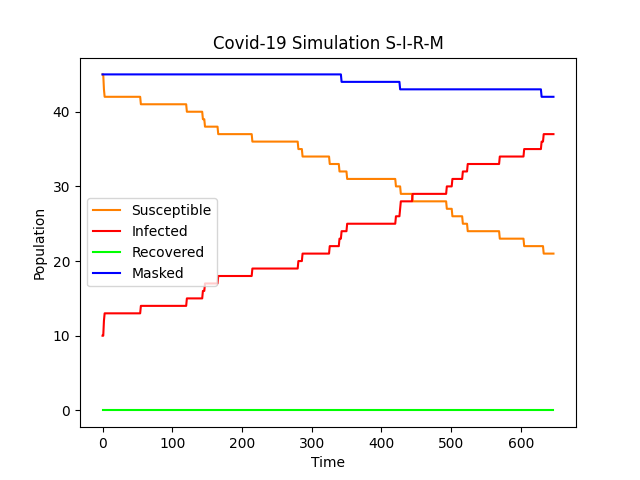 Covid-19 Simulation S-I-R-M
Population
40
30
20
10
0
Susceptible
Infected
Recovered
Masked
0 100 200 300 400 500 600
Time